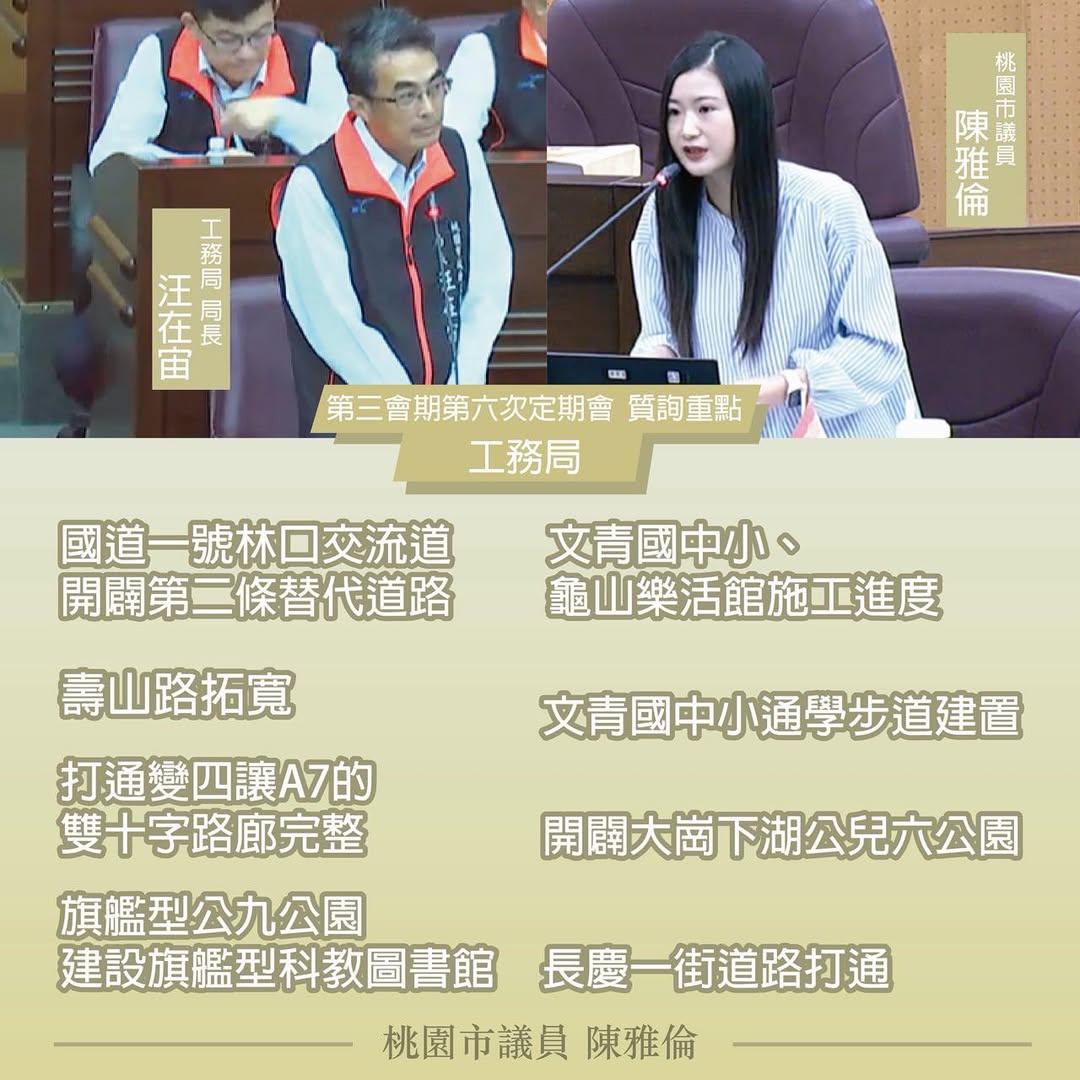 工務局 局長
汪在宙
桃園市議員
陳雅倫
第三會期第六次定期會 質詢重點
工務局
國道一號林口交流道
開闢第二條替代道路
壽山路拓寬
打通變四讓A7的
雙十字路廊完整
旗艦型公九公園
建設旗艦型科教圖書館
文青國中小、
龜山樂活館施工進度
文青國中小通學步道建置
開闢大崗下湖公兒六公園
長慶一街道路打通
桃園市議員 陳雅倫